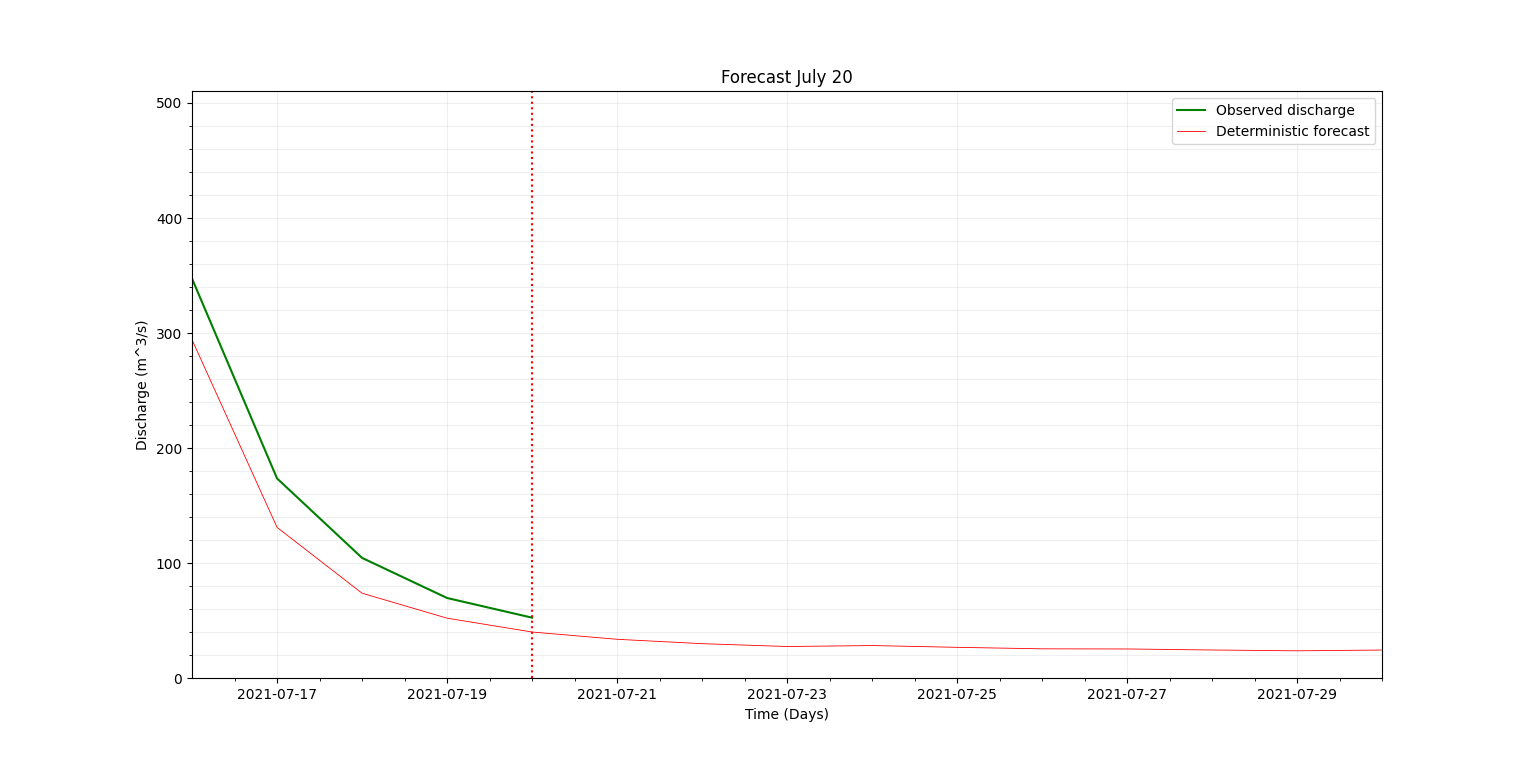 Forecast July 20
Observed discharge
Deterministic forecast
500
400
300
200
100
0
Discharge (m^3/s)
2021-07-17 2021-07-19 2021-07-21 2021-07-23 2021-07-25 2021-07-27 2021-07-29
Time (Days)